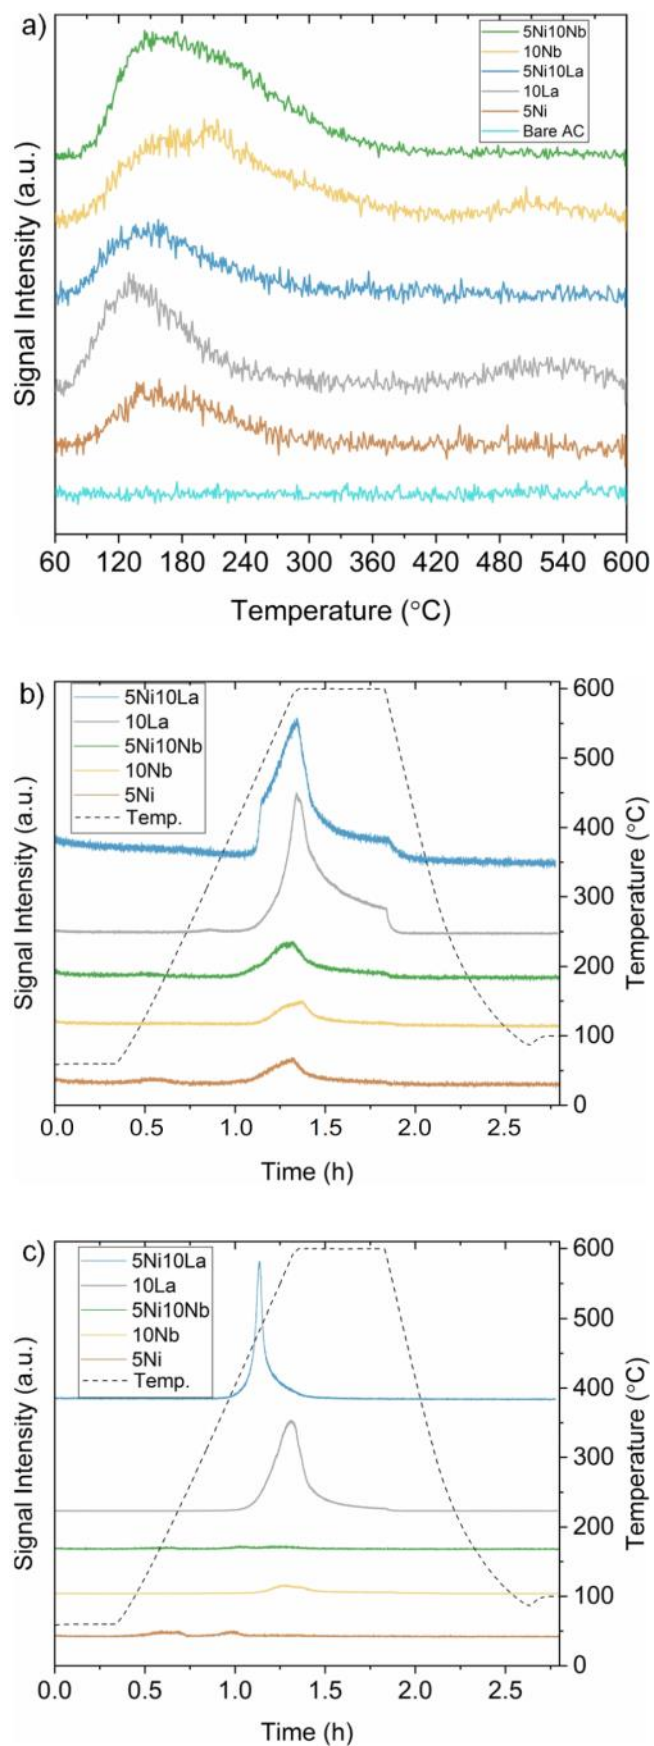 a)
5Ni10Nb
10Nb
5Ni10La
10La
5Ni
Bare AC
Signal Intensity (a.u.)
60 120 180 240 300 360 420 480 540 600
Temperature (°C)
b)
5Ni10La
10La
5Ni10Nb
10Nb
5Ni
Temp.
Signal Intensity (a.u.)
600
500
400
300
200
100
0
Temperature (°C)
0.0 0.5 1.0 1.5 2.0 2.5
Time (h)
c)
5Ni10La
10La
5Ni10Nb
10Nb
5Ni
Temp.
Signal Intensity (a.u.)
600
500
400
300
200
100
0
Temperature (°C)
0.0 0.5 1.0 1.5 2.0 2.5
Time (h)